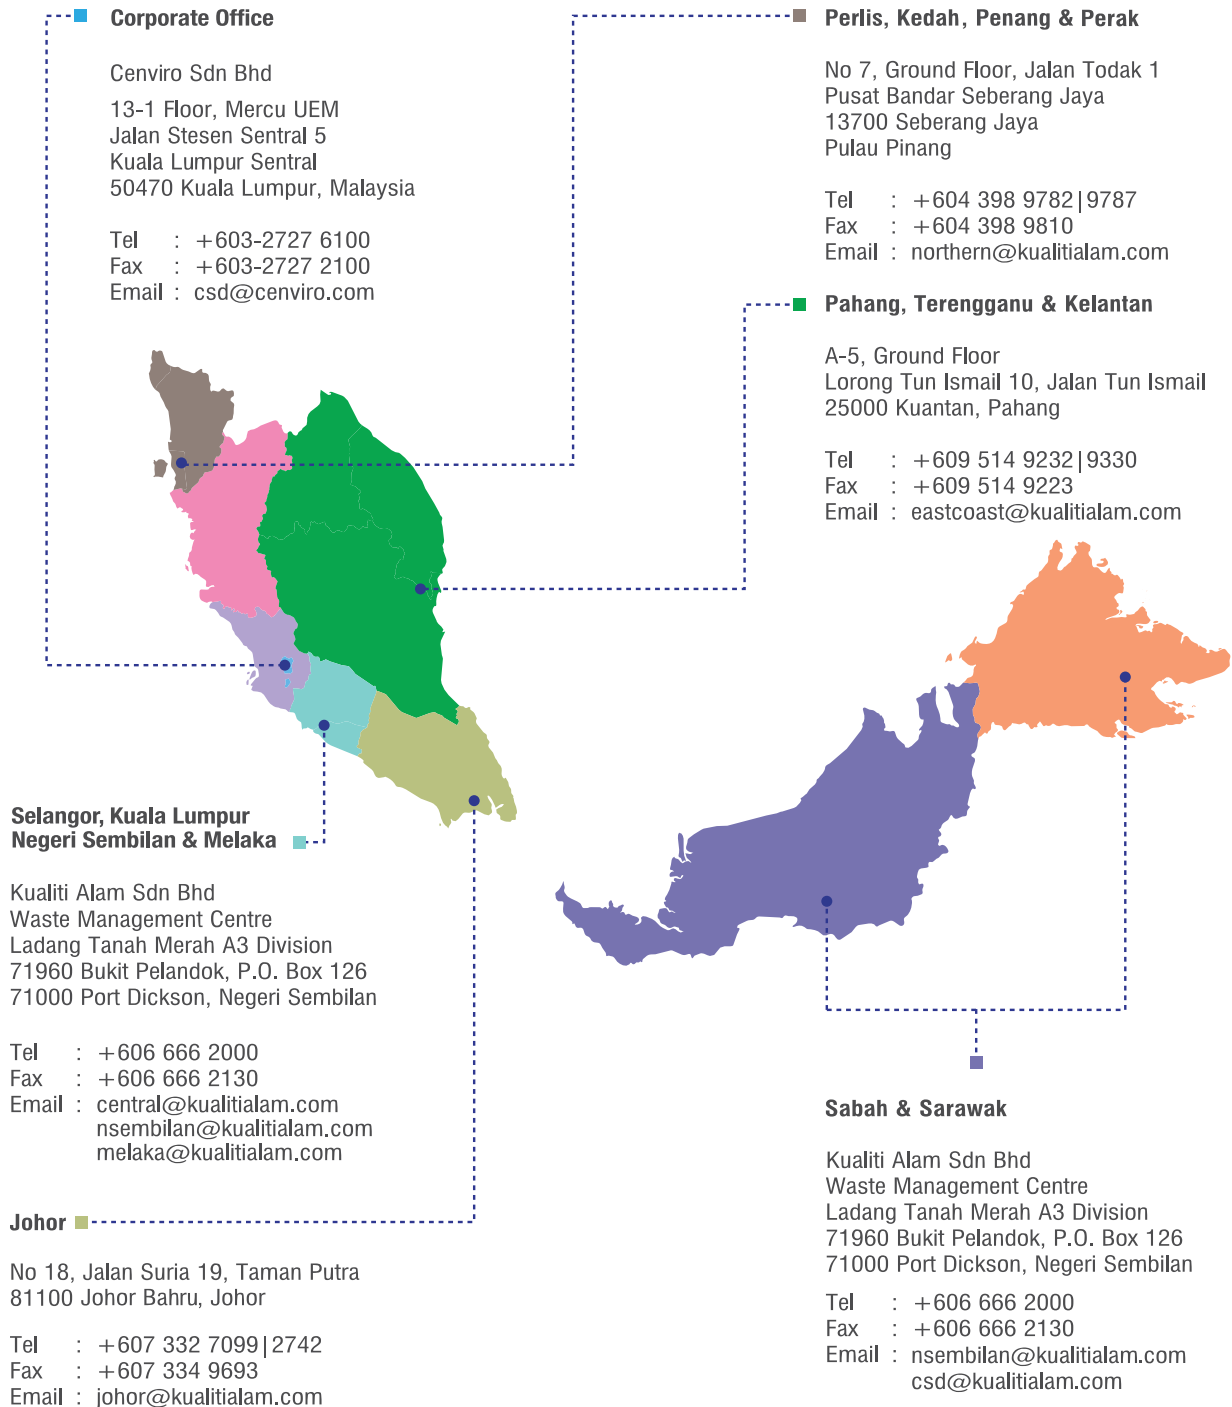 Corporate Office
Cenviro Sdn Bhd
13-1 Floor, Mercu UEM
Jalan Stesen Sentral 5
Kuala Lumpur Sentral
50470 Kuala Lumpur, Malaysia
Tel : +603-2727 6100
Fax : +603-2727 2100
Email : csd@cenviro.com
Perlis, Kedah, Penang & Perak
No 7, Ground Floor, Jalan Todak 1
Pusat Bandar Seberang Jaya
13700 Seberang Jaya
Pulau Pinang
Tel : +604 398 9782|9787
Fax : +604 398 9810
Email : northern@kualitialam.com
Pahang, Terengganu & Kelantan
A-5, Ground Floor
Lorong Tun Ismail 10, Jalan Tun Ismail
25000 Kuantan, Pahang
Tel : +609 514 9232|9330
Fax : +609 514 9223
Email : eastcoast@kualitialam.com
Selangor, Kuala Lumpur
Negeri Sembilan & Melaka
Kualiti Alam Sdn Bhd
Waste Management Centre
Ladang Tanah Merah A3 Division
71960 Bukit Pelandok, P.O. Box 126
71000 Port Dickson, Negeri Sembilan
Tel : +606 666 2000
Fax : +606 666 2130
Email : central@kualitialam.com
nsembilan@kualitialam.com
melaka@kualitialam.com
Johor
No 18, Jalan Suria 19, Taman Putra
81100 Johor Bahru, Johor
Tel : +607 332 7099|2742
Fax : +607 334 9693
Email : johor@kualitialam.com
Sabah & Sarawak
Kualiti Alam Sdn Bhd
Waste Management Centre
Ladang Tanah Merah A3 Division
71960 Bukit Pelandok, P.O. Box 126
71000 Port Dickson, Negeri Sembilan
Tel : +606 666 2000
Fax : +606 666 2130
Email : nsembilan@kualitialam.com
csd@kualitialam.com